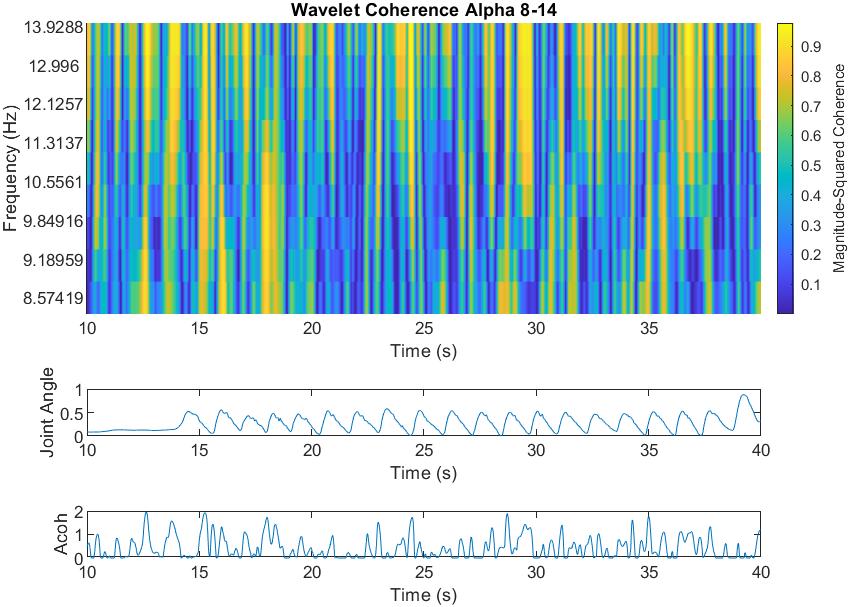 Wavelet Coherence Alpha 8-14
13.9288
12.996
12.1257
11.3137
10.5561
9.84916
9.18959
8.57419
Frequency (Hz)
10 15 20 25 30 35
Time (s)
0.9
0.8
0.7
0.6
0.5
0.4
0.3
0.2
0.1
Magnitude-Squared Coherence
Joint Angle
1
0.5
0
10 15 20 25 30 35 40
Time (s)
Acoh
2
1
0
10 15 20 25 30 35 40
Time (s)